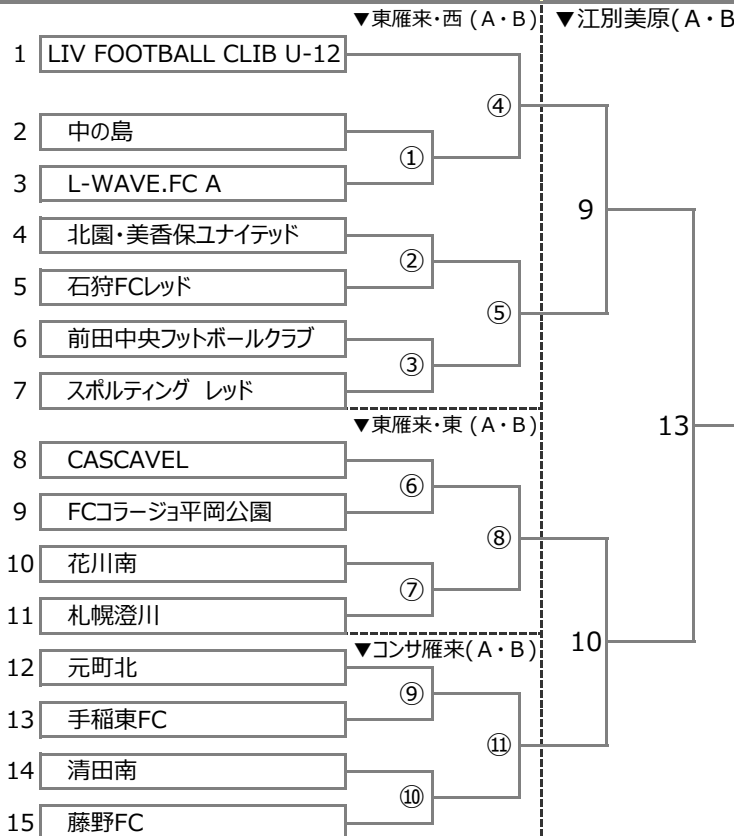 ▼東雁来・西 (A・B) ▼江別美原(A・B
1 LIV FOOTBALL CLIB U-12
④
2 中の島
①
3 L-WAVE.FC A
9
4 北園・美香保ユナイテッド
②
5 石狩FCレッド
⑤
6 前田中央フットボールクラブ
③
7 スポルティング レッド
▼東雁来・東 (A・B)
13
8 CASCAVEL
⑥
9 FCコラージョ平岡公園
⑧
10 花川南
⑦
11 札幌澄川
10
▼コンサ雁来(A・B)
12 元町北
⑨
13 手稲東FC
⑪
14 清田南
⑩
15 藤野FC